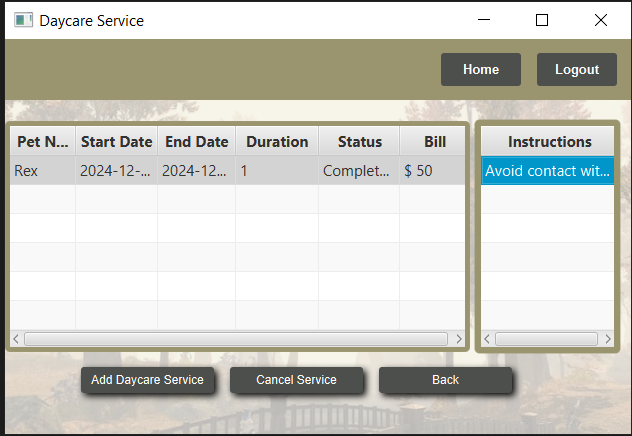 Daycare Service
Home Logout
Pet N... Start Date End Date Duration Status Bill Instructions
Rex 2024-12-... 2024-12... 1 Complet... $ 50 Avoid contact wit...
Add Daycare Service Cancel Service Back